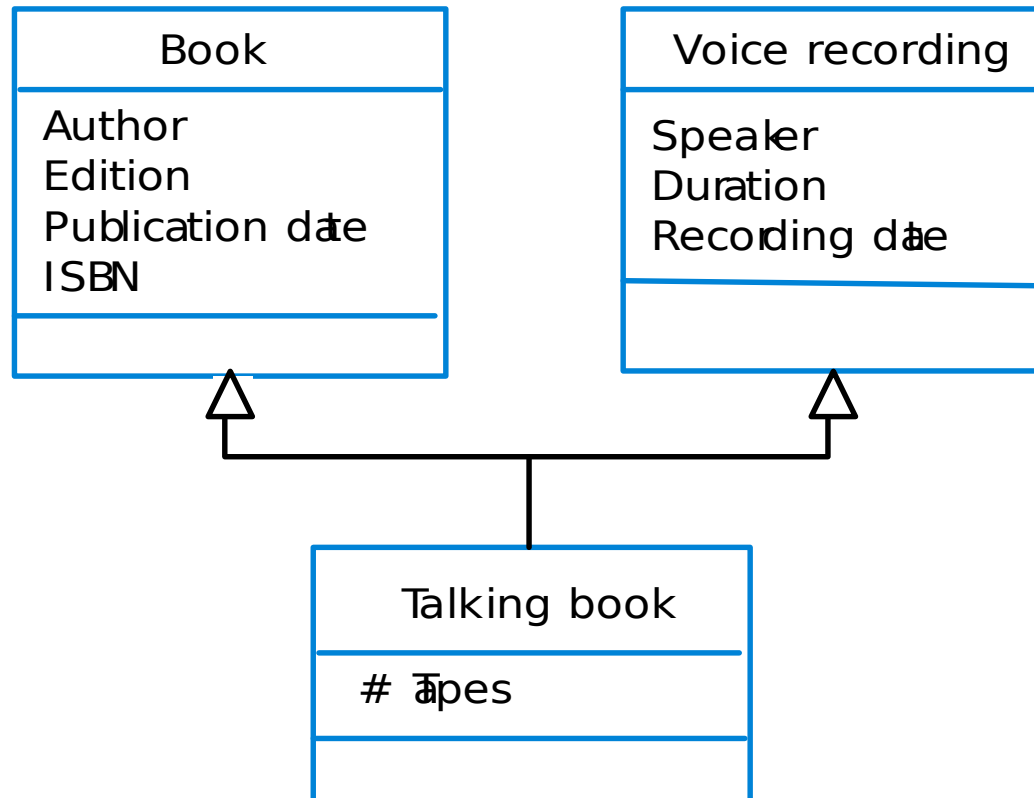 Book
Author
Edition
Publication date
ISBN
Voice recording
Speaker
Duration
Recording date
Talking book
# Tapes